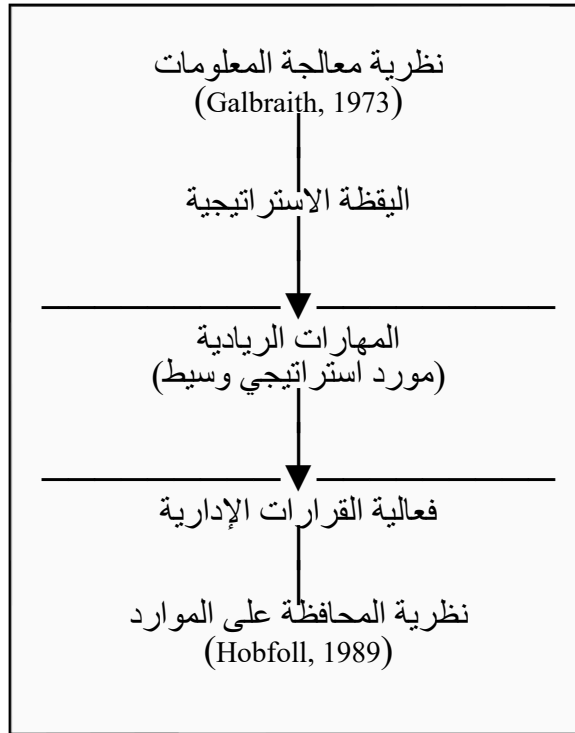 نظرية معالجة المعلومات
(Galbraith, 1973)
اليقظة الاستراتيجية
المهارات الريادية
(مورد استراتيجي وسيط)
فعالية القرارات الإدارية
نظرية المحافظة على الموارد
(Hobfoll, 1989)